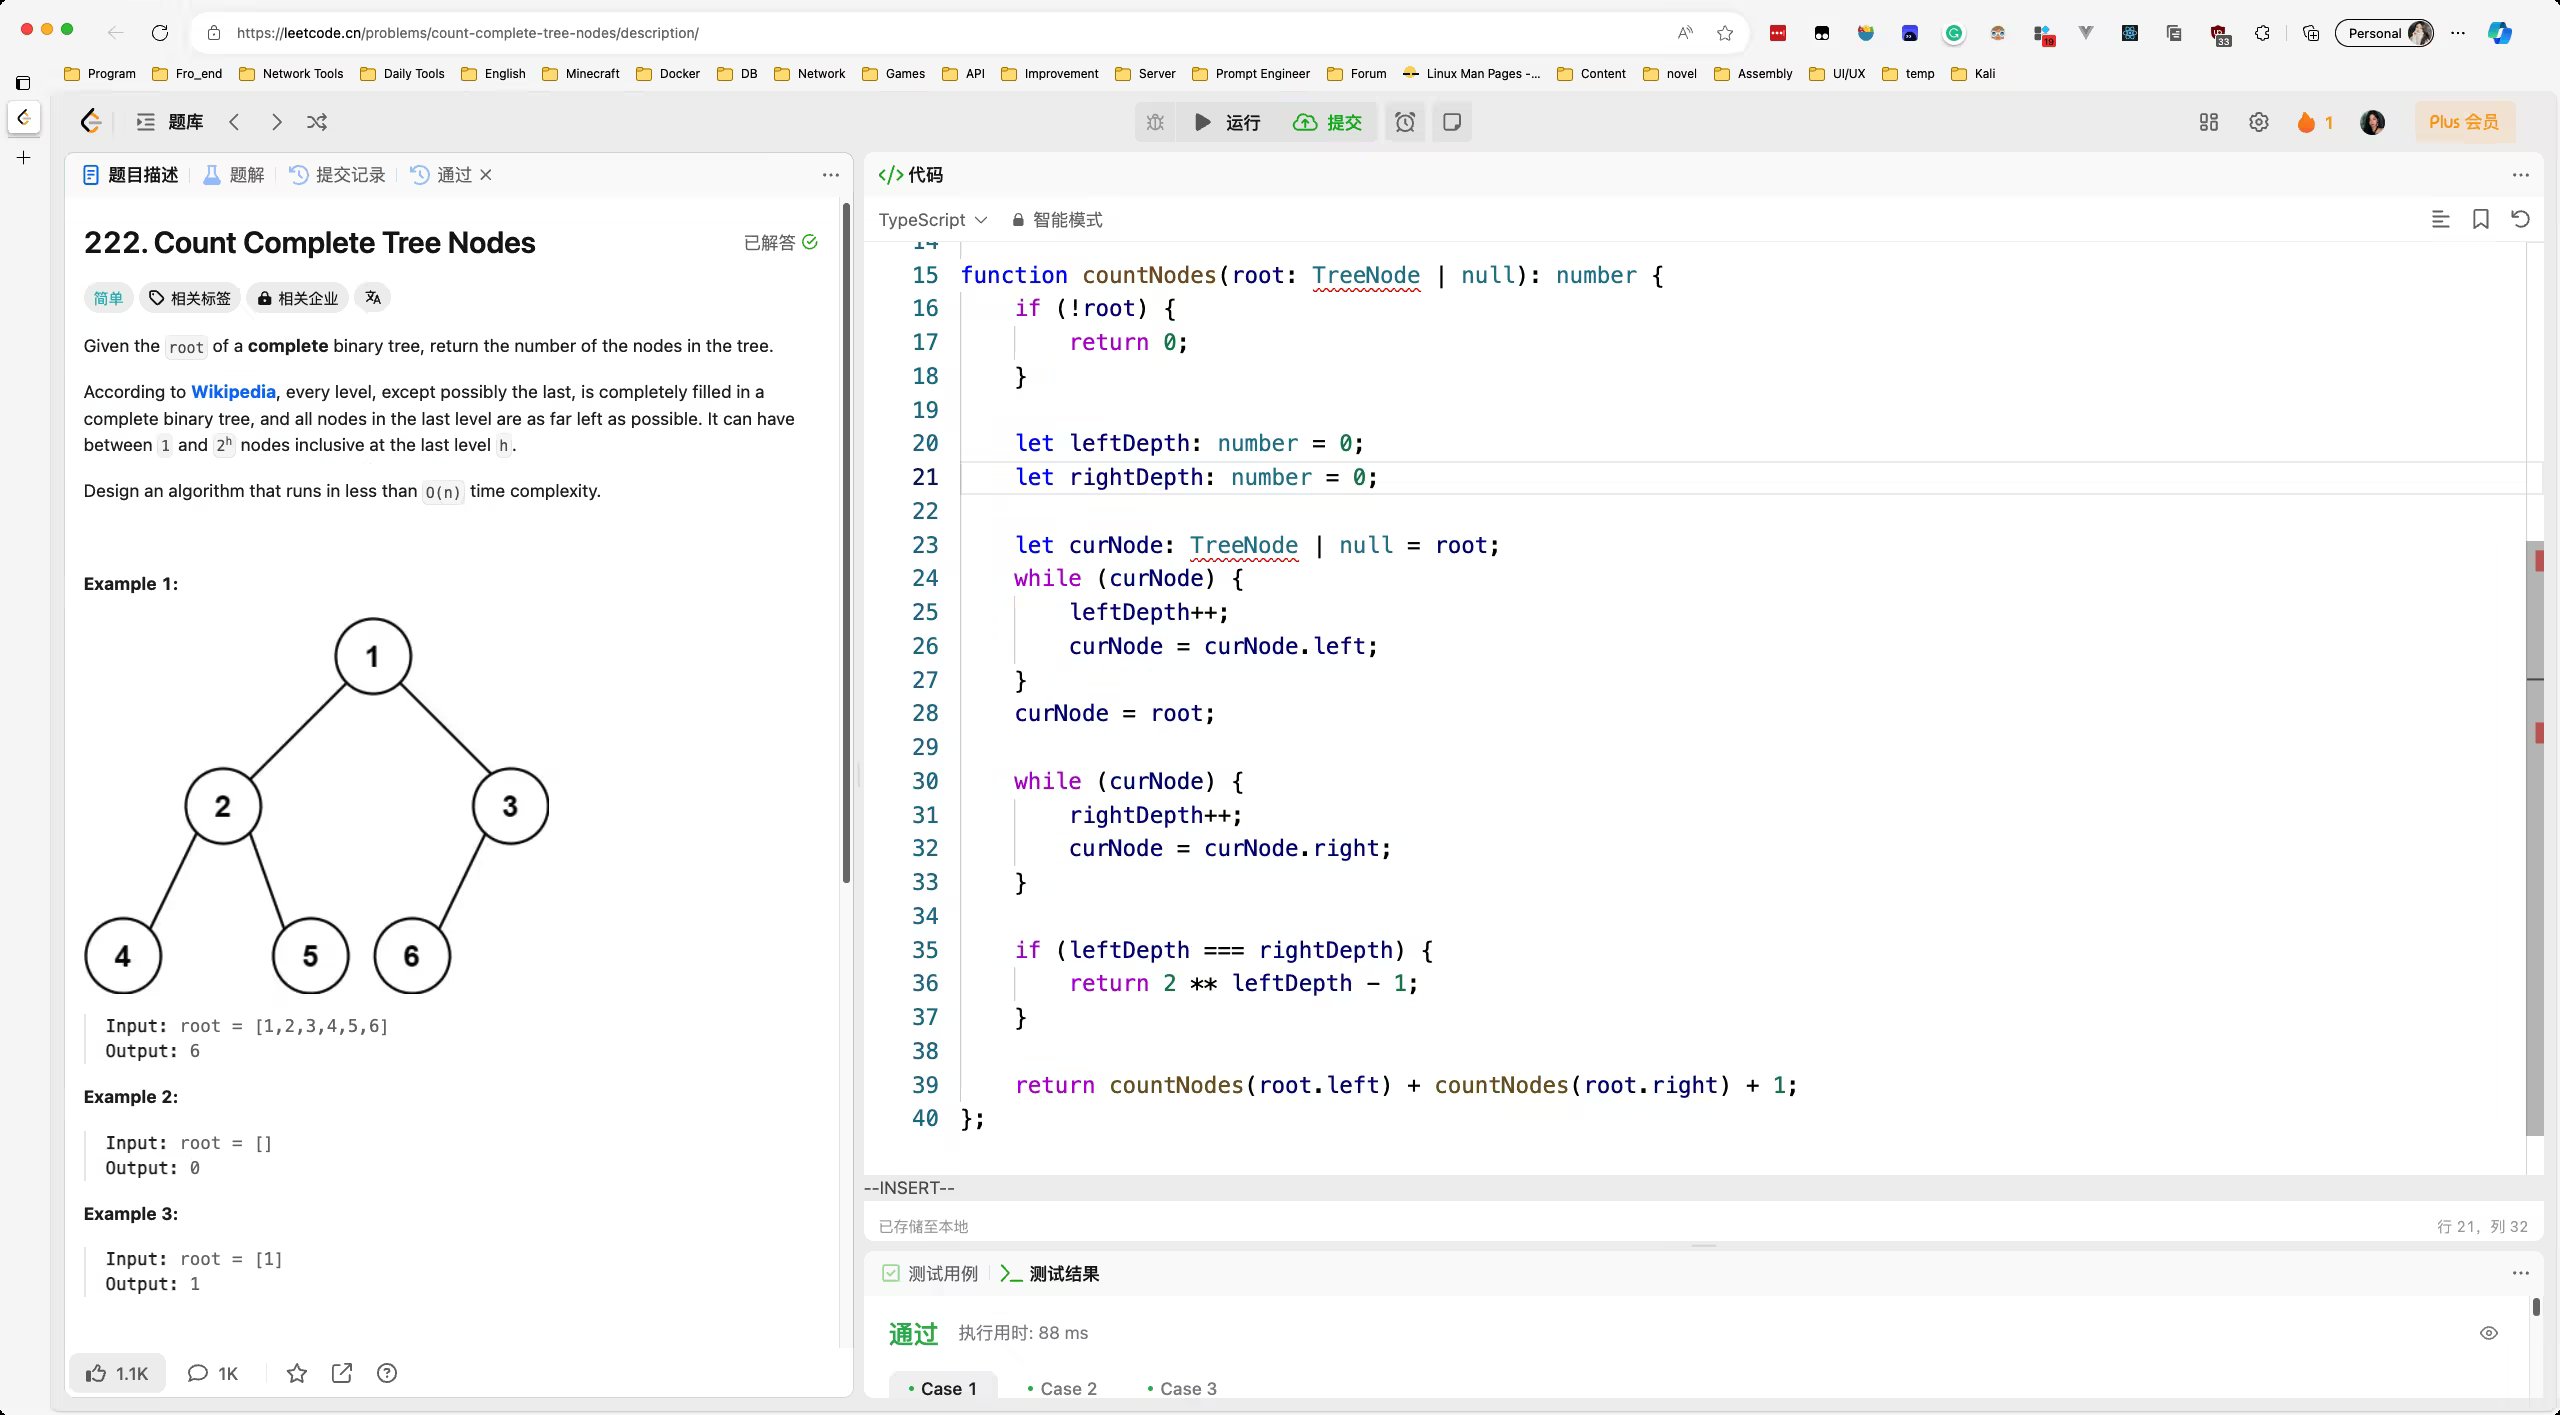 https://leetcode.cn/problems/count-complete-tree-nodes/description/
19
33
Personal
Program Fro_end Network Tools Daily Tools English Minecraft Docker DB Network Games API Improvement Server Prompt Engineer Forum Linux Man Pages -... Content novel Assembly UI/UX temp Kali
题库 运行 提交 1 Plus 会员
题目描述 题解 提交记录 通过
222. Count Complete Tree Nodes 已解答
简单 相关标签 相关企业
Given the root of a complete binary tree, return the number of the nodes in the tree.
According to Wikipedia, every level, except possibly the last, is completely filled in a
complete binary tree, and all nodes in the last level are as far left as possible. It can have
between 1 and 2ʰ nodes inclusive at the last level h.
Design an algorithm that runs in less than O(n) time complexity.
Example 1:
1
2 3
4 5 6
Input: root = [1,2,3,4,5,6]
Output: 6
Example 2:
Input: root = []
Output: 0
Example 3:
Input: root = [1]
Output: 1
1.1K 1K
</> 代码
TypeScript 智能模式
14
15 function countNodes(root: TreeNode | null): number {
16 if (!root) {
17 return 0;
18 }
19
20 let leftDepth: number = 0;
21 let rightDepth: number = 0;
22
23 let curNode: TreeNode | null = root;
24 while (curNode) {
25 leftDepth++;
26 curNode = curNode.left;
27 }
28 curNode = root;
29
30 while (curNode) {
31 rightDepth++;
32 curNode = curNode.right;
33 }
34
35 if (leftDepth === rightDepth) {
36 return 2 ** leftDepth - 1;
37 }
38
39 return countNodes(root.left) + countNodes(root.right) + 1;
40 };
--INSERT--
已存储至本地 行 21, 列 32
测试用例 测试结果
通过 执行用时: 88 ms
Case 1 Case 2 Case 3